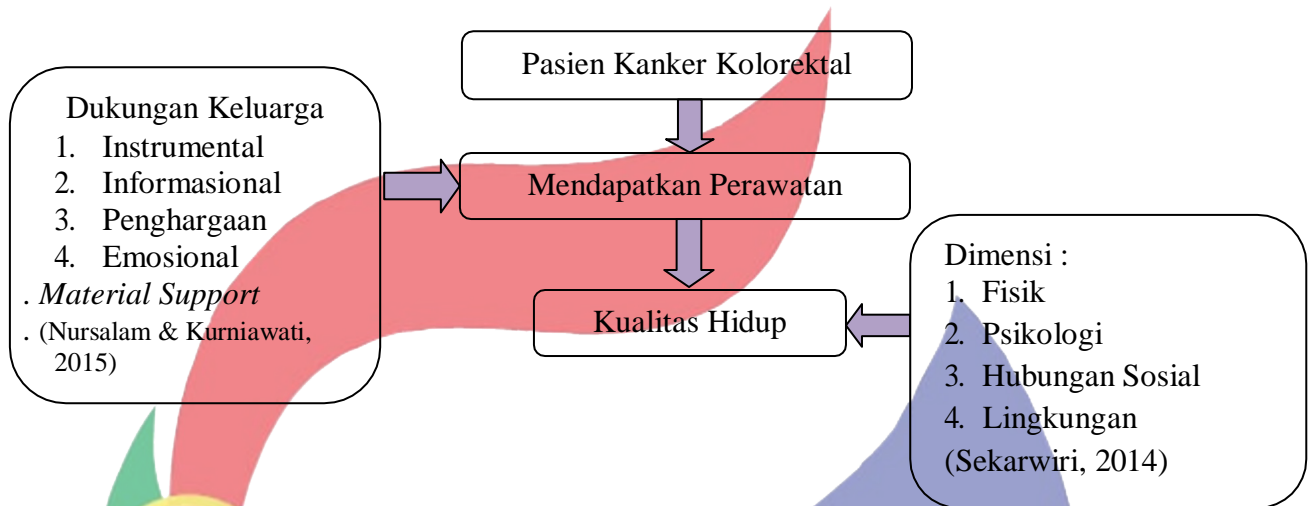 Pasien Kanker Kolorektal
Dukungan Keluarga
1. Instrumental
2. Informasional
3. Penghargaan
4. Emosional
. Material Support
. (Nursalam & Kurniawati,
2015)
Mendapatkan Perawatan
Kualitas Hidup
Dimensi :
1. Fisik
2. Psikologi
3. Hubungan Sosial
4. Lingkungan
(Sekarwiri, 2014)